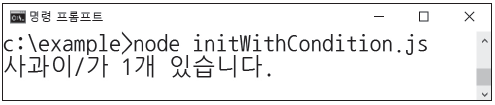 명령 프롬프트
c:\example>node initWithCondition.js
사과이/가 1개 있습니다.